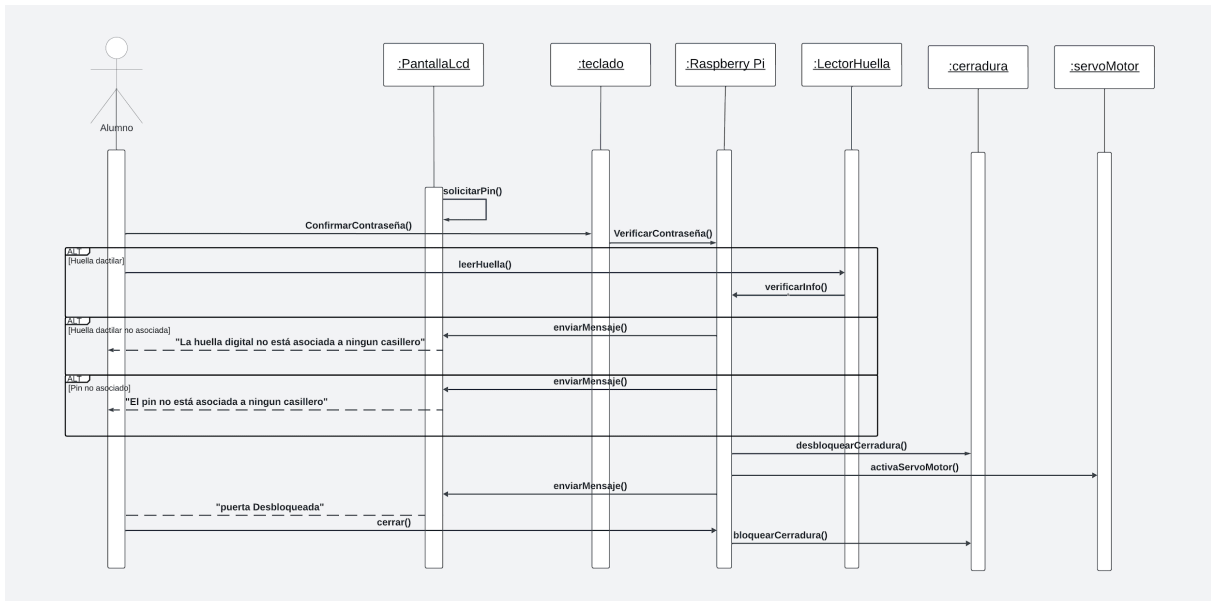 :PantallaLcd
:teclado
:Raspberry Pi
:LectorHuella
:cerradura
:servoMotor
Alumno
solicitarPin()
ConfirmarContraseña()
VerificarContraseña()
ALT
[Huella dactilar]
leerHuella()
verificarInfo()
ALT
[Huella dactilar no asociada]
enviarMensaje()
"La huella digital no está asociada a ningun casillero"
ALT
[Pin no asociado]
enviarMensaje()
"El pin no está asociada a ningun casillero"
desbloquearCerradura()
activaServoMotor()
enviarMensaje()
"puerta Desbloqueada"
cerrar()
bloquearCerradura()